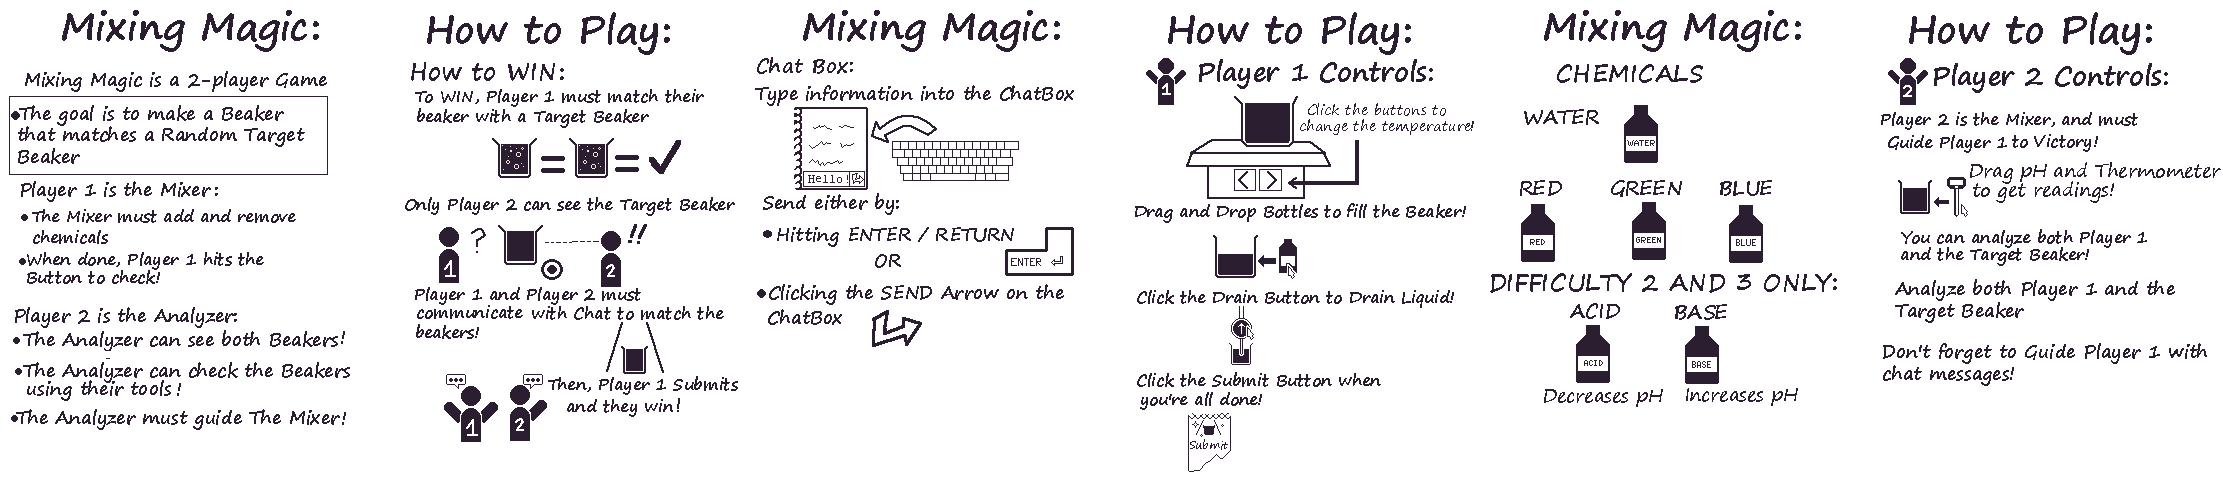 Mixing Magic:
Mixing Magic is a 2-player Game
•The goal is to make a Beaker
that matches a Random Target
Beaker
Player 1 is the Mixer:
•The Mixer must add and remove
chemicals
•When done, Player 1 hits the
Button to check!
Player 2 is the Analyzer:
•The Analyzer can see both Beakers!
•The Analyzer can check the Beakers
using their tools!
•The Analyzer must guide The Mixer!
How to Play:
How to WIN:
To WIN, Player 1 must match their
beaker with a Target Beaker
Only Player 2 can see the Target Beaker
?
!!
1
2
Player 1 and Player 2 must
communicate with Chat to match the
beakers!
Then, Player 1 Submits
and they win!
1
2
Mixing Magic:
Chat Box:
Type information into the ChatBox
Hello!
Send either by:
•Hitting ENTER / RETURN
ENTER
OR
•Clicking the SEND Arrow on the
ChatBox
How to Play:
1
Player 1 Controls:
Click the buttons to
change the temperature!
< >
Drag and Drop Bottles to fill the Beaker!
Click the Drain Button to Drain Liquid!
Click the Submit Button when
you're all done!
Submit
Mixing Magic:
CHEMICALS
WATER
WATER
RED GREEN BLUE
RED GREEN BLUE
DIFFICULTY 2 AND 3 ONLY:
ACID BASE
ACID BASE
Decreases pH Increases pH
How to Play:
2
Player 2 Controls:
Player 2 is the Mixer, and must
Guide Player 1 to Victory!
Drag pH and Thermometer
to get readings!
You can analyze both Player 1
and the Target Beaker!
Analyze both Player 1 and the
Target Beaker
Don't forget to Guide Player 1 with
chat messages!